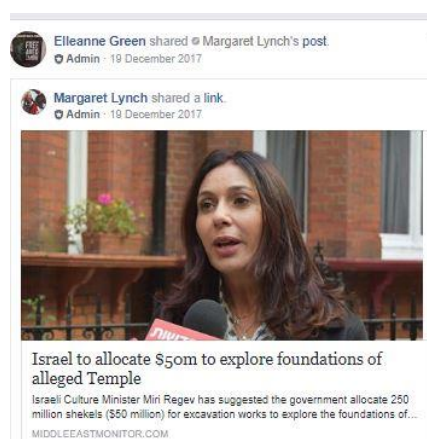 Elleanne Green shared Margaret Lynch's post.
Admin · 19 December 2017
Margaret Lynch shared a link.
Admin · 19 December 2017
חדשות
Israel to allocate $50m to explore foundations of
alleged Temple
Israeli Culture Minister Miri Regev has suggested the government allocate 250
million shekels ($50 million) for excavation works to explore the foundations of...
MIDDLEEASTMONITOR.COM